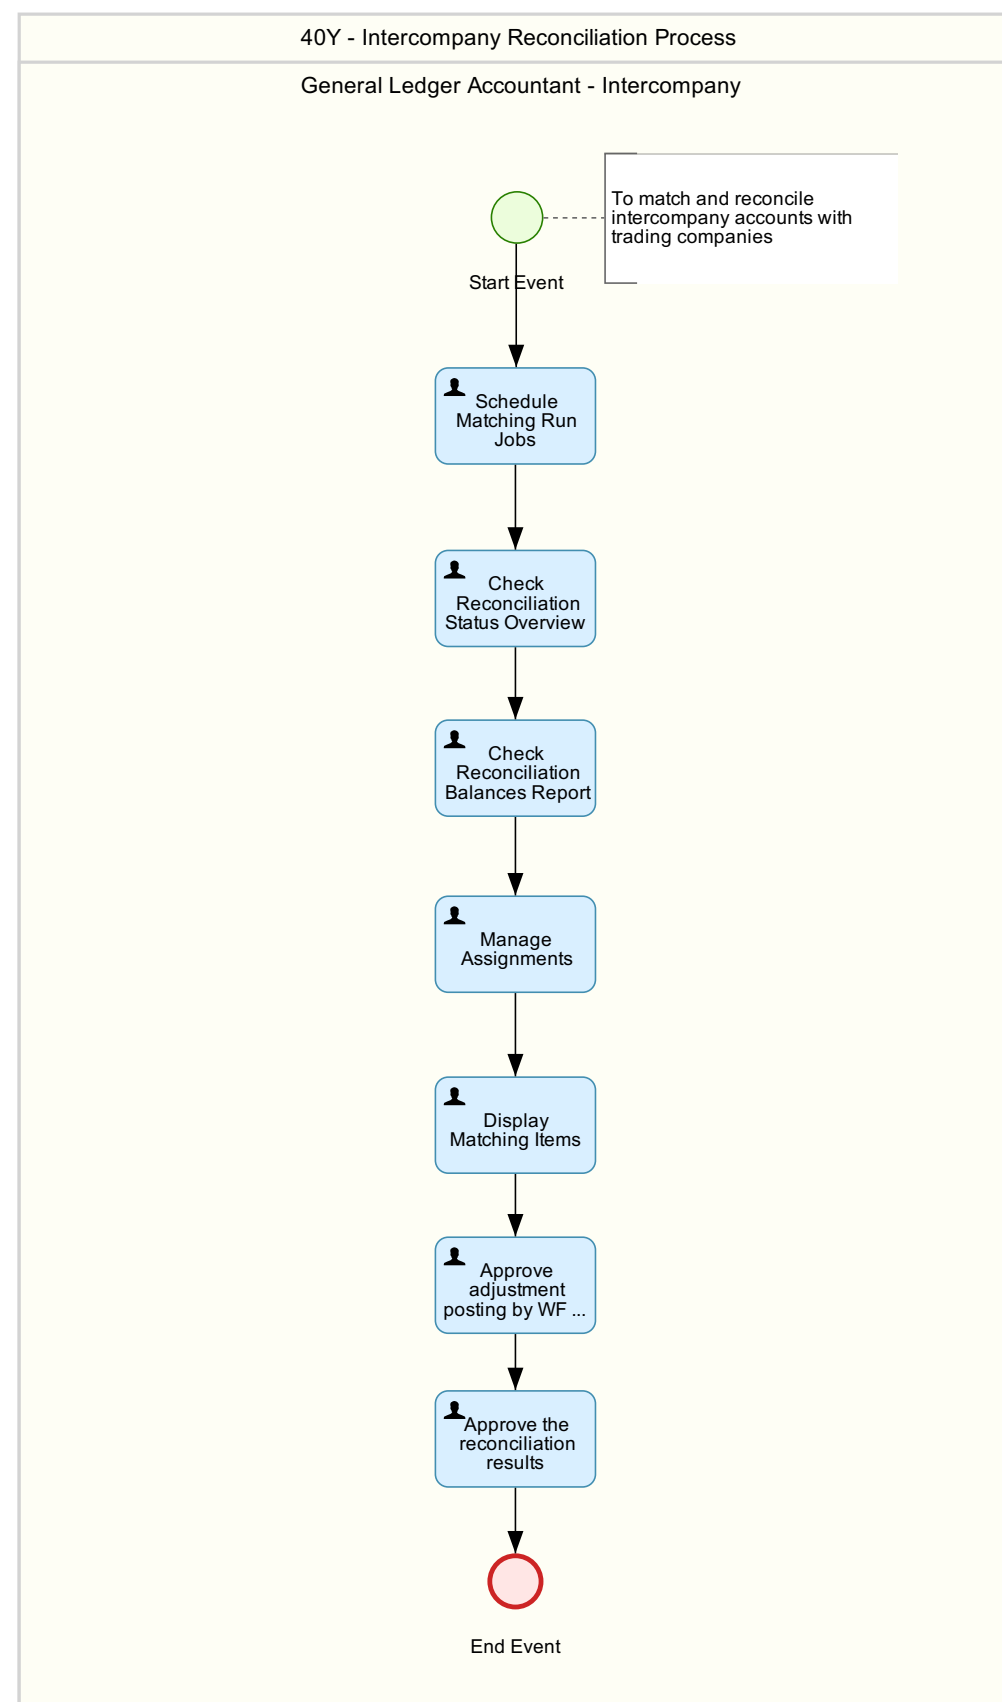 40Y - Intercompany Reconciliation Process
General Ledger Accountant - Intercompany
To match and reconcile
intercompany accounts with
trading companies
Start Event
Schedule
Matching Run
Jobs
Check
Reconciliation
Status Overview
Check
Reconciliation
Balances Report
Manage
Assignments
Display
Matching Items
Approve
adjustment
posting by WF ...
Approve the
reconciliation
results
End Event